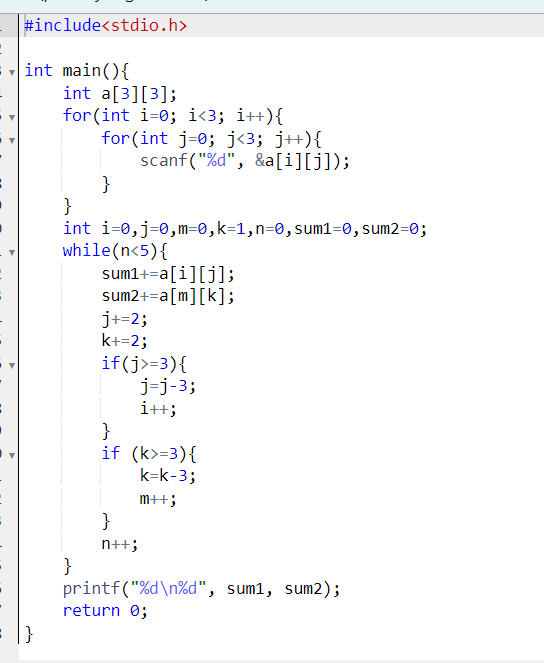 #include<stdio.h>
int main(){
int a[3][3];
for(int i=0; i<3; i++){
for(int j=0; j<3; j++){
scanf("%d", &a[i][j]);
}
}
int i=0,j=0,m=0,k=1,n=0,sum1=0,sum2=0;
while(n<5){
sum1+=a[i][j];
sum2+=a[m][k];
j+=2;
k+=2;
if(j>=3){
j=j-3;
i++;
}
if (k>=3){
k=k-3;
m++;
}
n++;
}
printf("%d\n%d", sum1, sum2);
return 0;
}